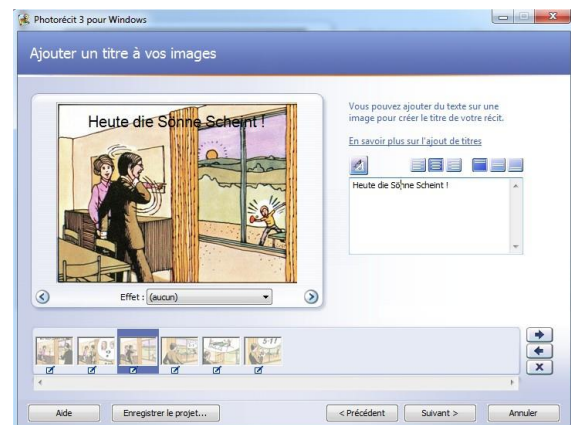 Photorécit 3 pour Windows
Ajouter un titre à vos images
Heute die Sönne Scheint !
Vous pouvez ajouter du texte sur une
image pour créer le titre de votre récit.
En savoir plus sur l'ajout de titres
Heute die Sönne Scheint !
Effet : (aucun)
Aide
Enregistrer le projet...
< Précédent
Suivant >
Annuler